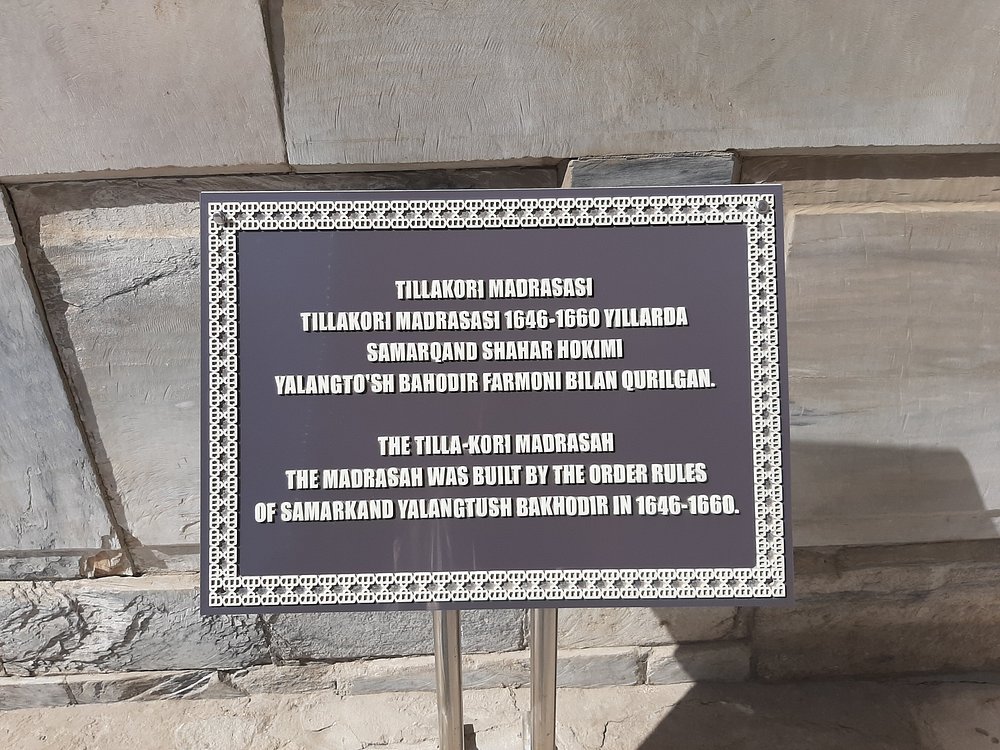 TILLAKORI MADRASASI
TILLAKORI MADRASASI 1646-1660 YILLARDA
SAMARQAND SHAHAR HOKIMI
YALANGTO'SH BAHODIR FARMONI BILAN QURILGAN.
THE TILLA-KORI MADRASAH
THE MADRASAH WAS BUILT BY THE ORDER RULES
OF SAMARKAND YALANGTUSH BAKHODIR IN 1646-1660.